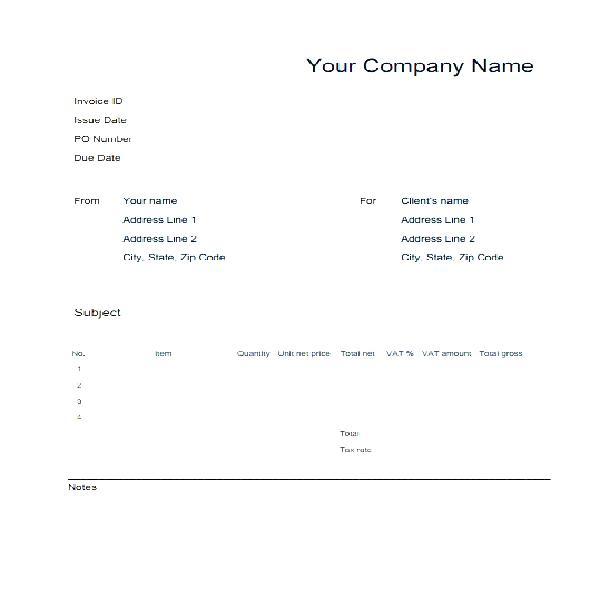 Your Company Name
Invoice ID
Issue Date
PO Number
Due Date
From Your name For Client's name
Address Line 1 Address Line 1
Address Line 2 Address Line 2
City, State, Zip Code City, State, Zip Code
Subject
No. Item Quantity Unit net price Total net VAT % VAT amount Total gross
1
2
3
4
Total
Tax rate
Notes